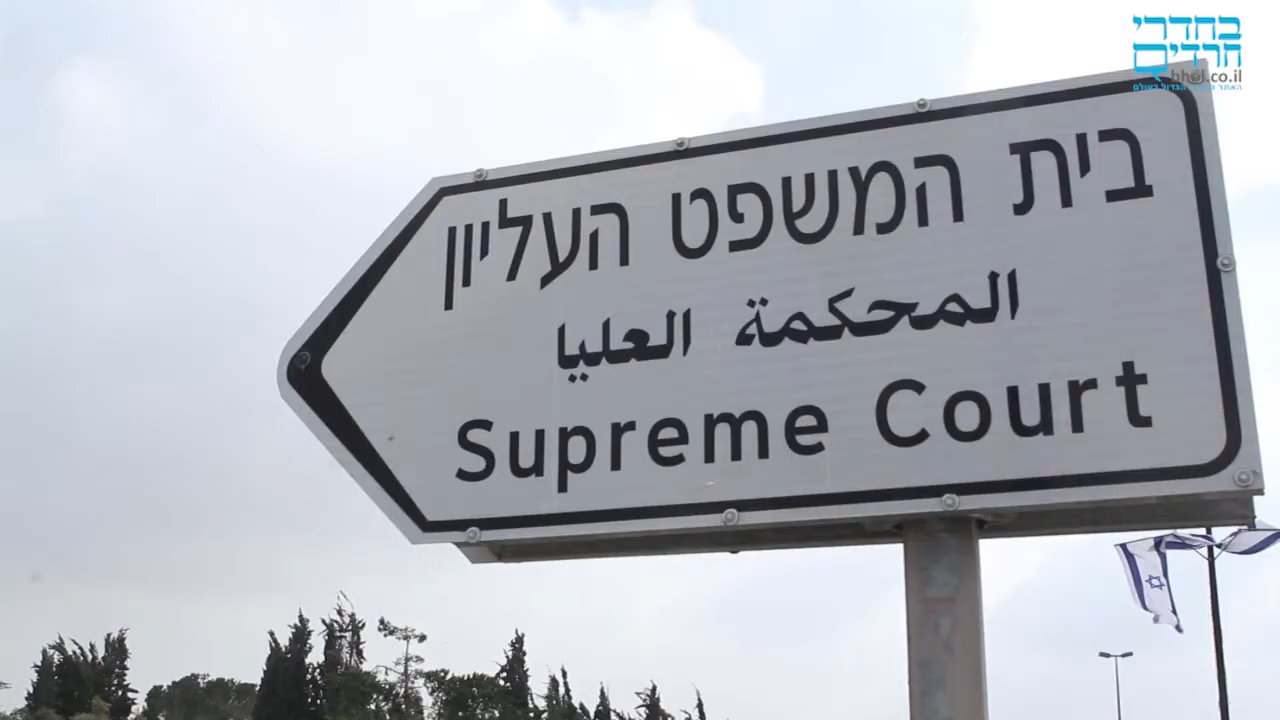 בחדרי
חרדים
bhol.co.il
בית המשפט העליון
المحكمة العليا
Supreme Court